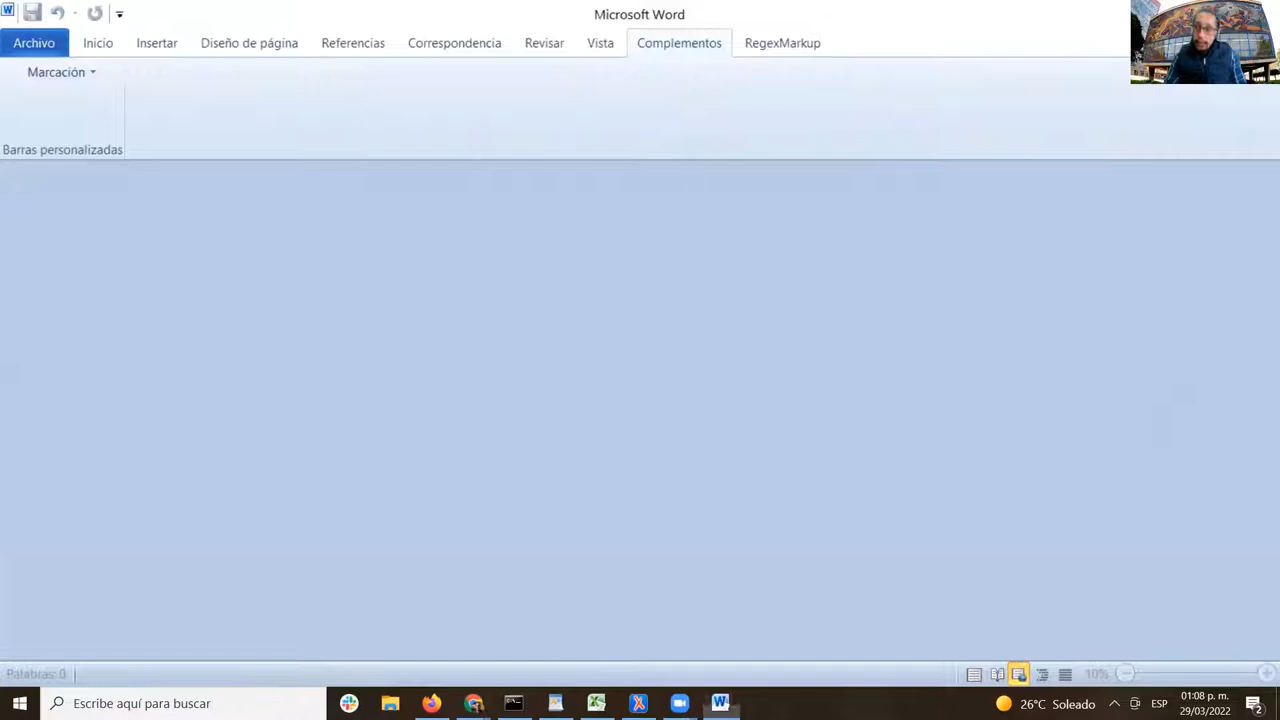 Microsoft Word
Archivo Inicio Insertar Diseño de página Referencias Correspondencia Revisar Vista Complementos RegexMarkup
Marcación
Barras personalizadas
Palabras: 0
10%
Escribe aquí para buscar
26°C Soleado
ESP
01:08 p. m.
29/03/2022
2